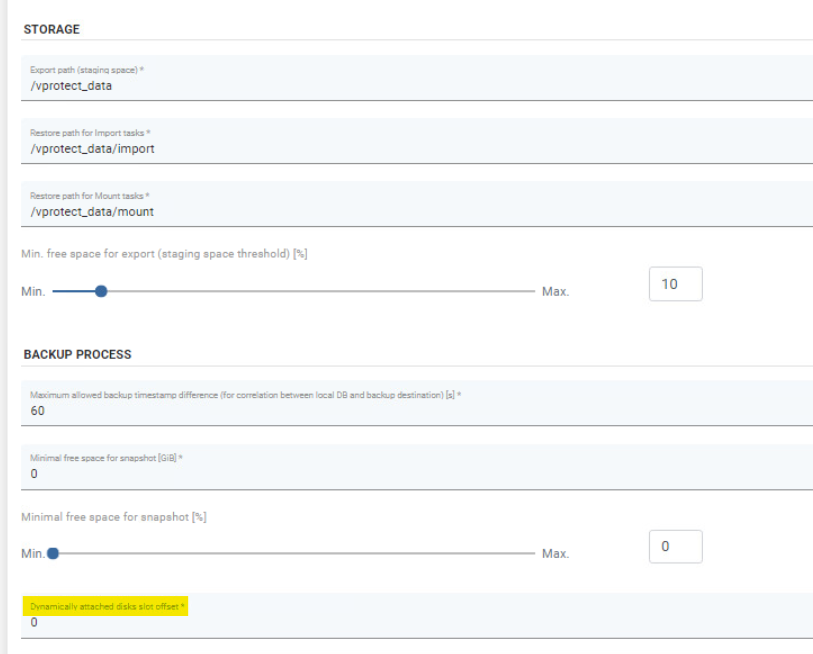 STORAGE
Export path (staging space) *
/vprotect_data
Restore path for Import tasks *
/vprotect_data/import
Restore path for Mount tasks *
/vprotect_data/mount
Min. free space for export (staging space threshold) [%]
Min. Max. 10
BACKUP PROCESS
Maximum allowed backup timestamp difference (for correlation between local DB and backup destination) [s] *
60
Minimal free space for snapshot [GiB] *
0
Minimal free space for snapshot [%]
Min. Max. 0
Dynamically attached disks slot offset *
0